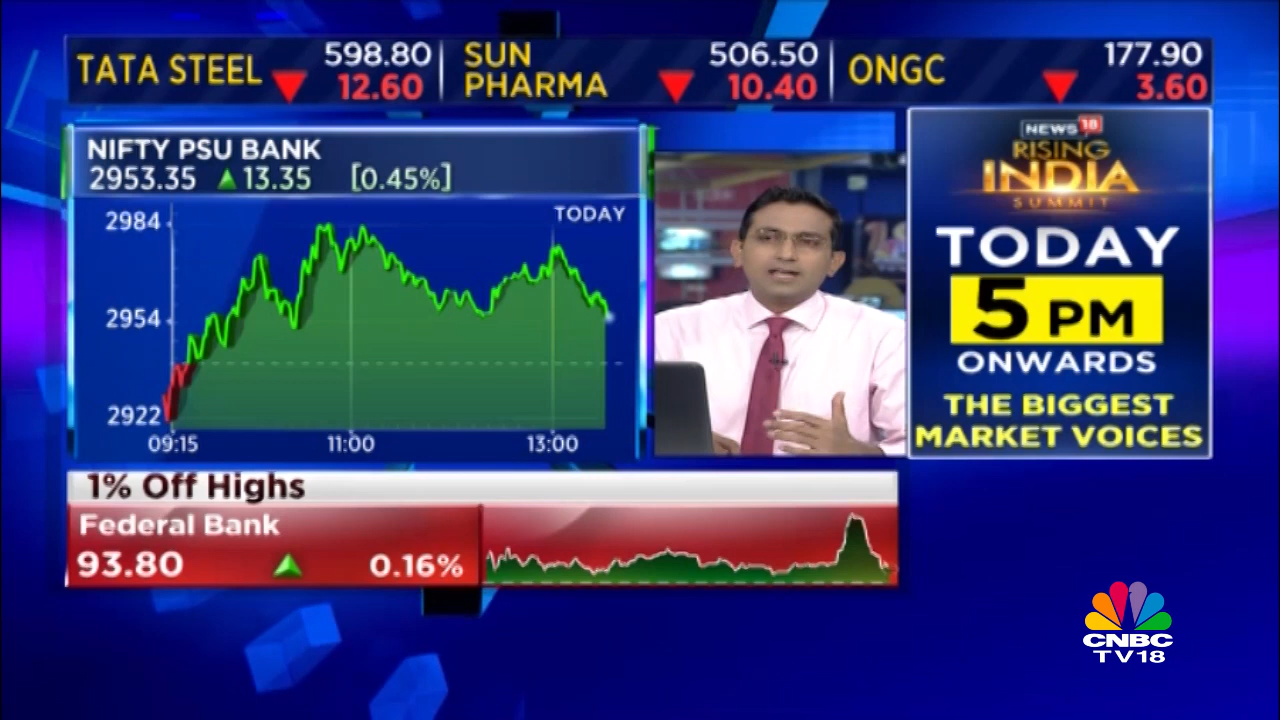 TATA STEEL 598.80 12.60
SUN PHARMA 506.50 10.40
ONGC 177.90 3.60
NIFTY PSU BANK
2953.35 13.35 [0.45%]
TODAY
2984
2954
2922
09:15 11:00 13:00
NEWS 18
RISING
INDIA
SUMMIT
TODAY
5 PM
ONWARDS
THE BIGGEST
MARKET VOICES
1% Off Highs
Federal Bank
93.80 0.16%
CNBC
TV18